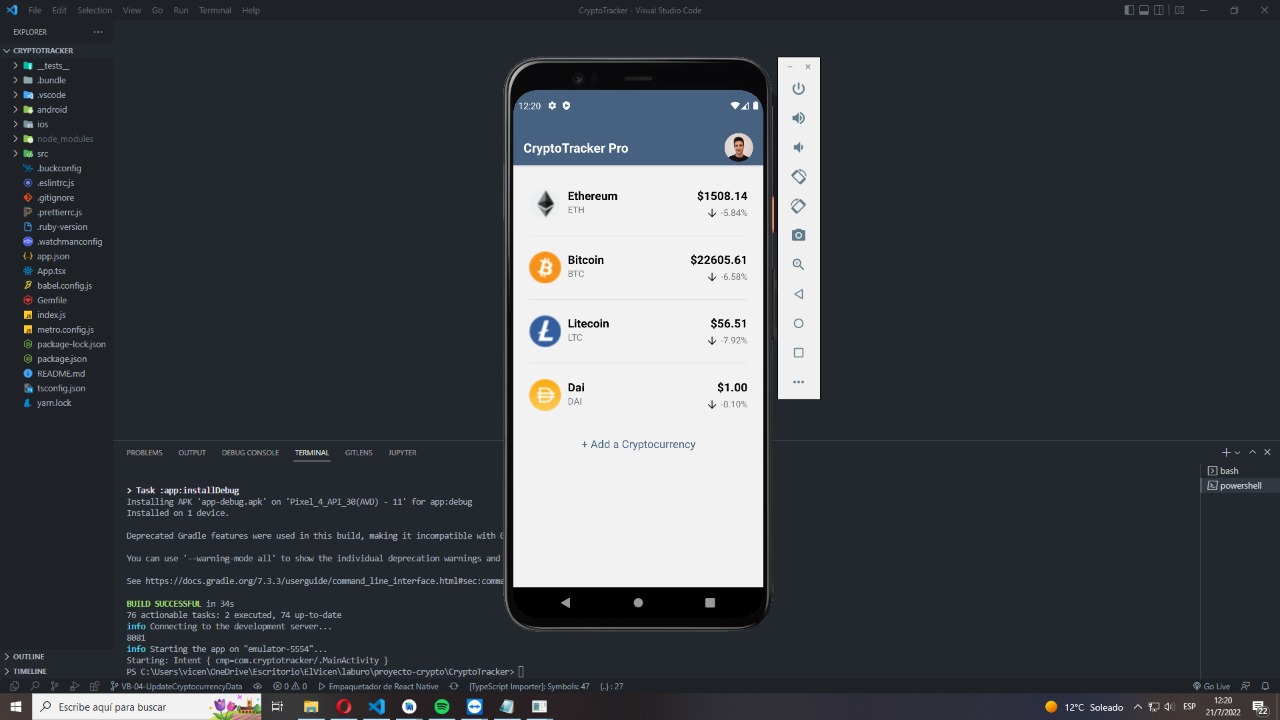 File Edit Selection View Go Run Terminal Help
CryptoTracker - Visual Studio Code
EXPLORER
CRYPTOTRACKER
__tests__
.bundle
.vscode
android
ios
node_modules
src
.buckconfig
.eslintrc.js
.gitignore
.prettierrc.js
.ruby-version
.watchmanconfig
app.json
App.tsx
babel.config.js
Gemfile
index.js
metro.config.js
package-lock.json
package.json
README.md
tsconfig.json
yarn.lock
OUTLINE
TIMELINE
12:20
CryptoTracker Pro
Ethereum $1508.14
ETH -5.84%
Bitcoin $22605.61
BTC -6.58%
Litecoin $56.51
LTC -7.92%
Dai $1.00
DAI -0.10%
+ Add a Cryptocurrency
PROBLEMS OUTPUT DEBUG CONSOLE TERMINAL GITLENS JUPYTER
bash
powershell
> Task :app:installDebug
Installing APK 'app-debug.apk' on 'Pixel_4_API_30(AVD) - 11' for app:debug
Installed on 1 device.
Deprecated Gradle features were used in this build, making it incompatible with G
You can use '--warning-mode all' to show the individual deprecation warnings and
See https://docs.gradle.org/7.3.3/userguide/command_line_interface.html#sec:comma
BUILD SUCCESSFUL in 34s
76 actionable tasks: 2 executed, 74 up-to-date
info Connecting to the development server...
8081
info Starting the app on "emulator-5554"...
Starting: Intent { cmp=com.cryptotracker/.MainActivity }
PS C:\Users\vicen\OneDrive\Escritorio\ElVicen\laburo\proyecto-crypto\CryptoTracker>
VB-04-UpdateCryptocurrencyData 0 0 Empaquetador de React Native [TypeScript Importer]: Symbols: 47 {..} : 27 Go Live
Escribe aquí para buscar
12°C Soleado
ESP
12:20
21/7/2022
2